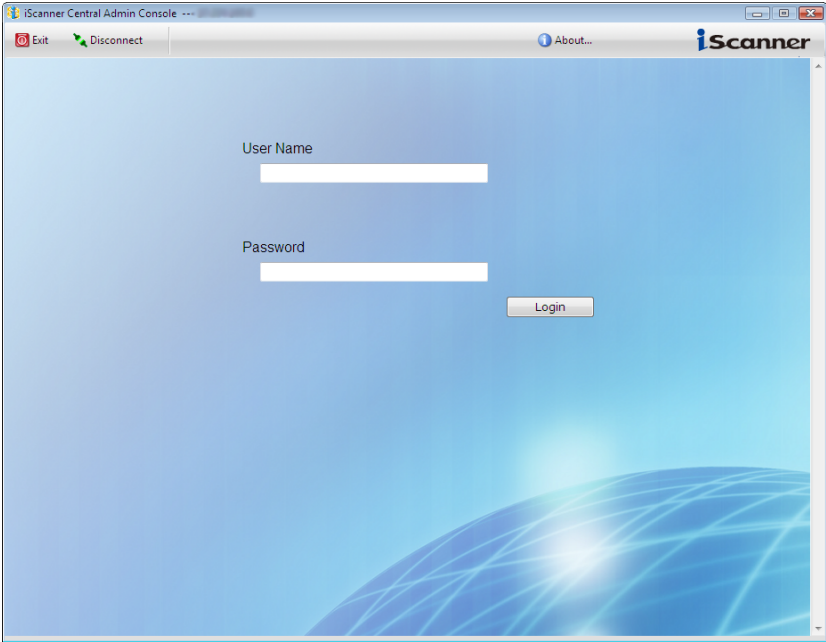 iScanner Central Admin Console ---
Exit Disconnect About... iScanner
User Name
Password
Login